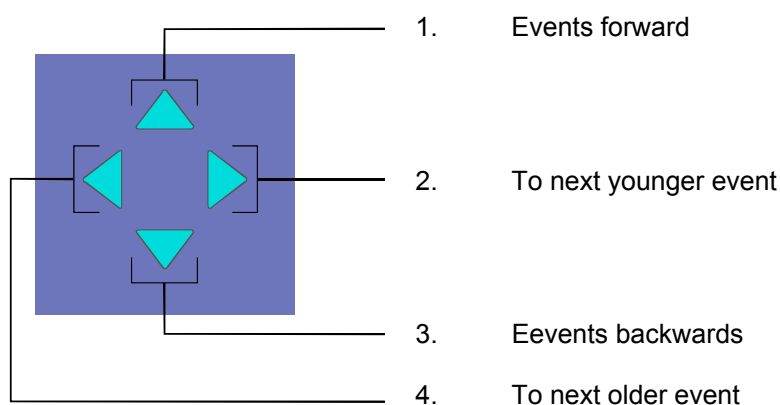 1. Events forward
2. To next younger event
3. Eevents backwards
4. To next older event